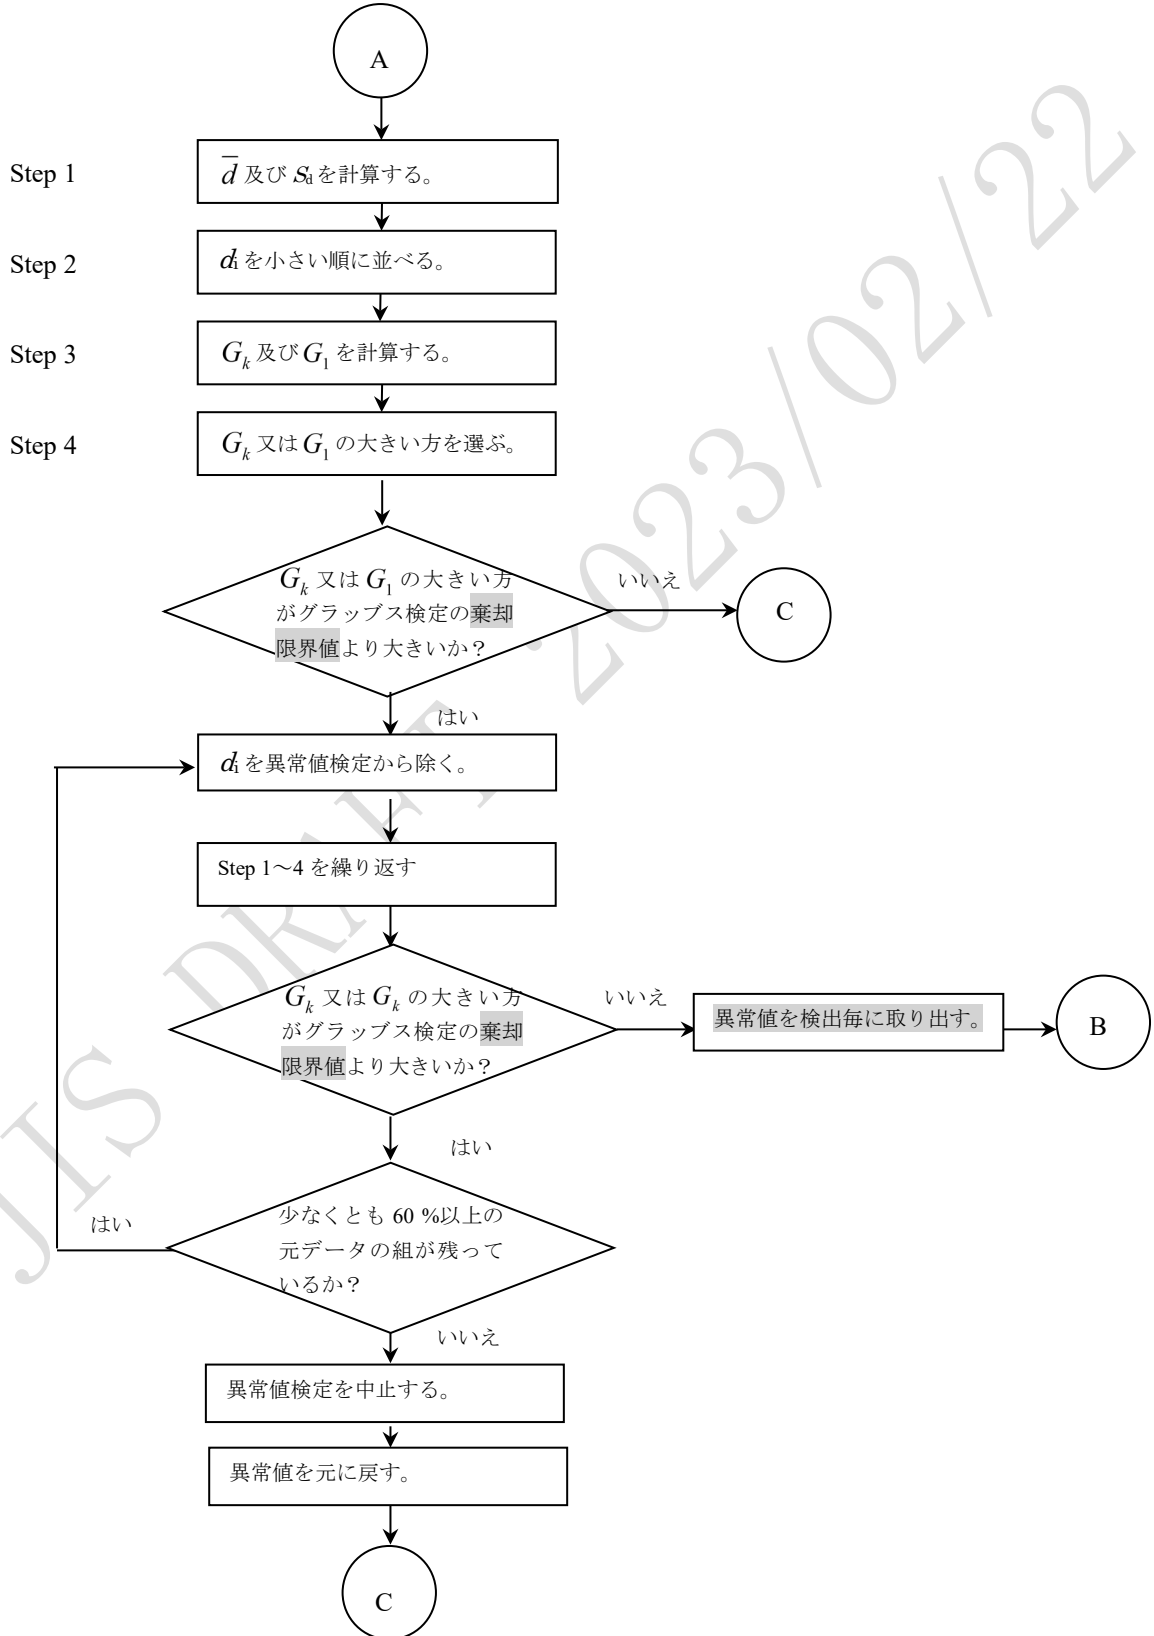 A
Step 1
d̅ 及び Sd を計算する。
Step 2
di を小さい順に並べる。
Step 3
Gk 及び G1 を計算する。
Step 4
Gk 又は G1 の大きい方を選ぶ。
Gk 又は G1 の大きい方
がグラッブス検定の棄却
限界値より大きいか?
いいえ
C
はい
di を異常値検定から除く。
Step 1～4 を繰り返す
Gk 又は Gk の大きい方
がグラッブス検定の棄却
限界値より大きいか?
いいえ
異常値を検出毎に取り出す。
B
はい
少なくとも 60 %以上の
元データの組が残って
いるか?
はい
いいえ
異常値検定を中止する。
異常値を元に戻す。
C
JIS DRAFT 2023/02/22